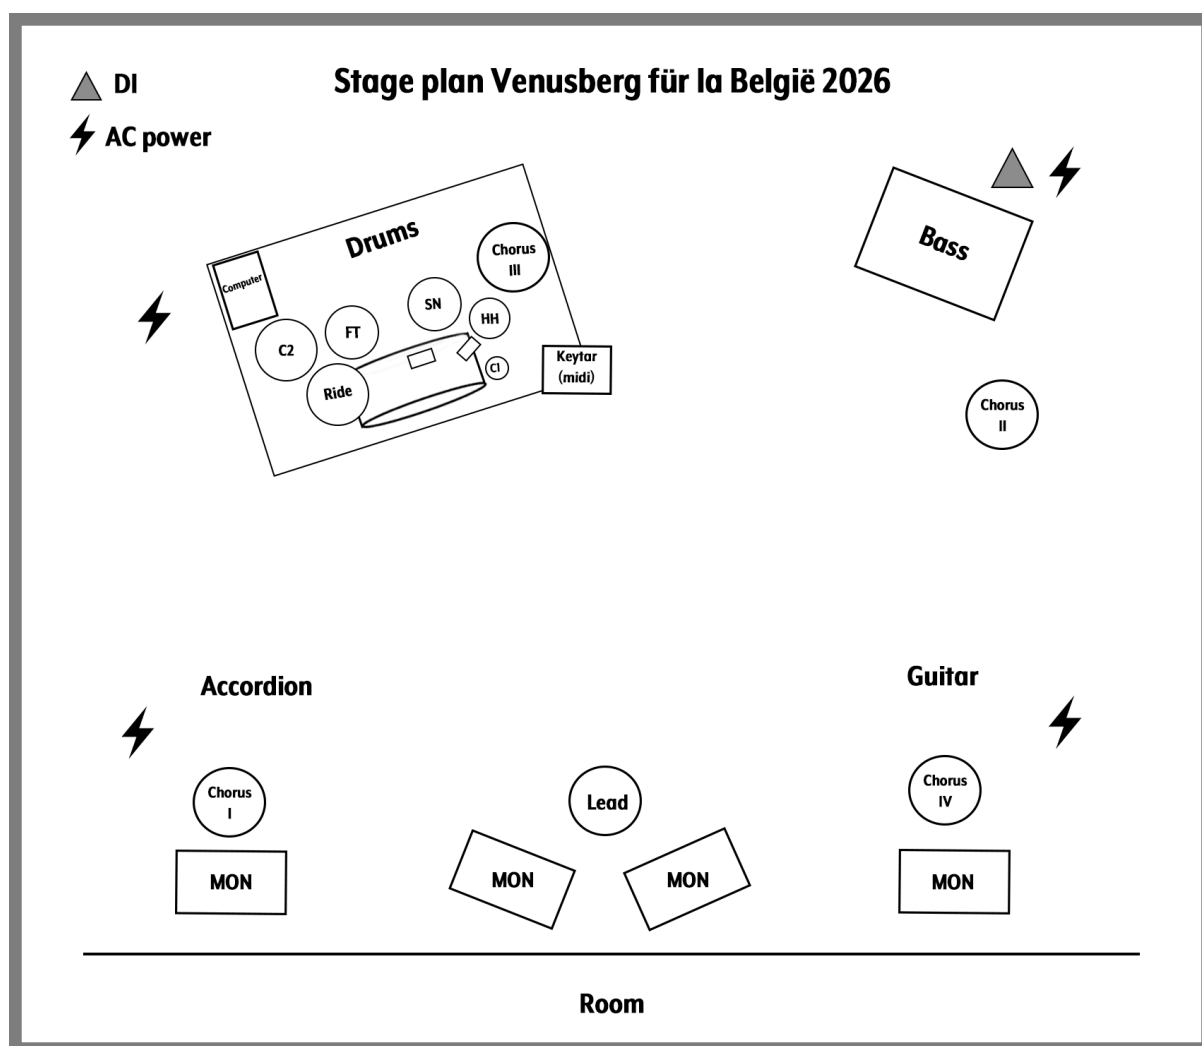 DI
Stage plan Venusberg für la België 2026
AC power
Drums
Chorus
III
Computer
SN
HH
FT
C2
Ride
C1
Keytar
(midi)
Bass
Chorus
II
Accordion
Guitar
Chorus
I
Lead
Chorus
IV
MON
MON
MON
MON
Room